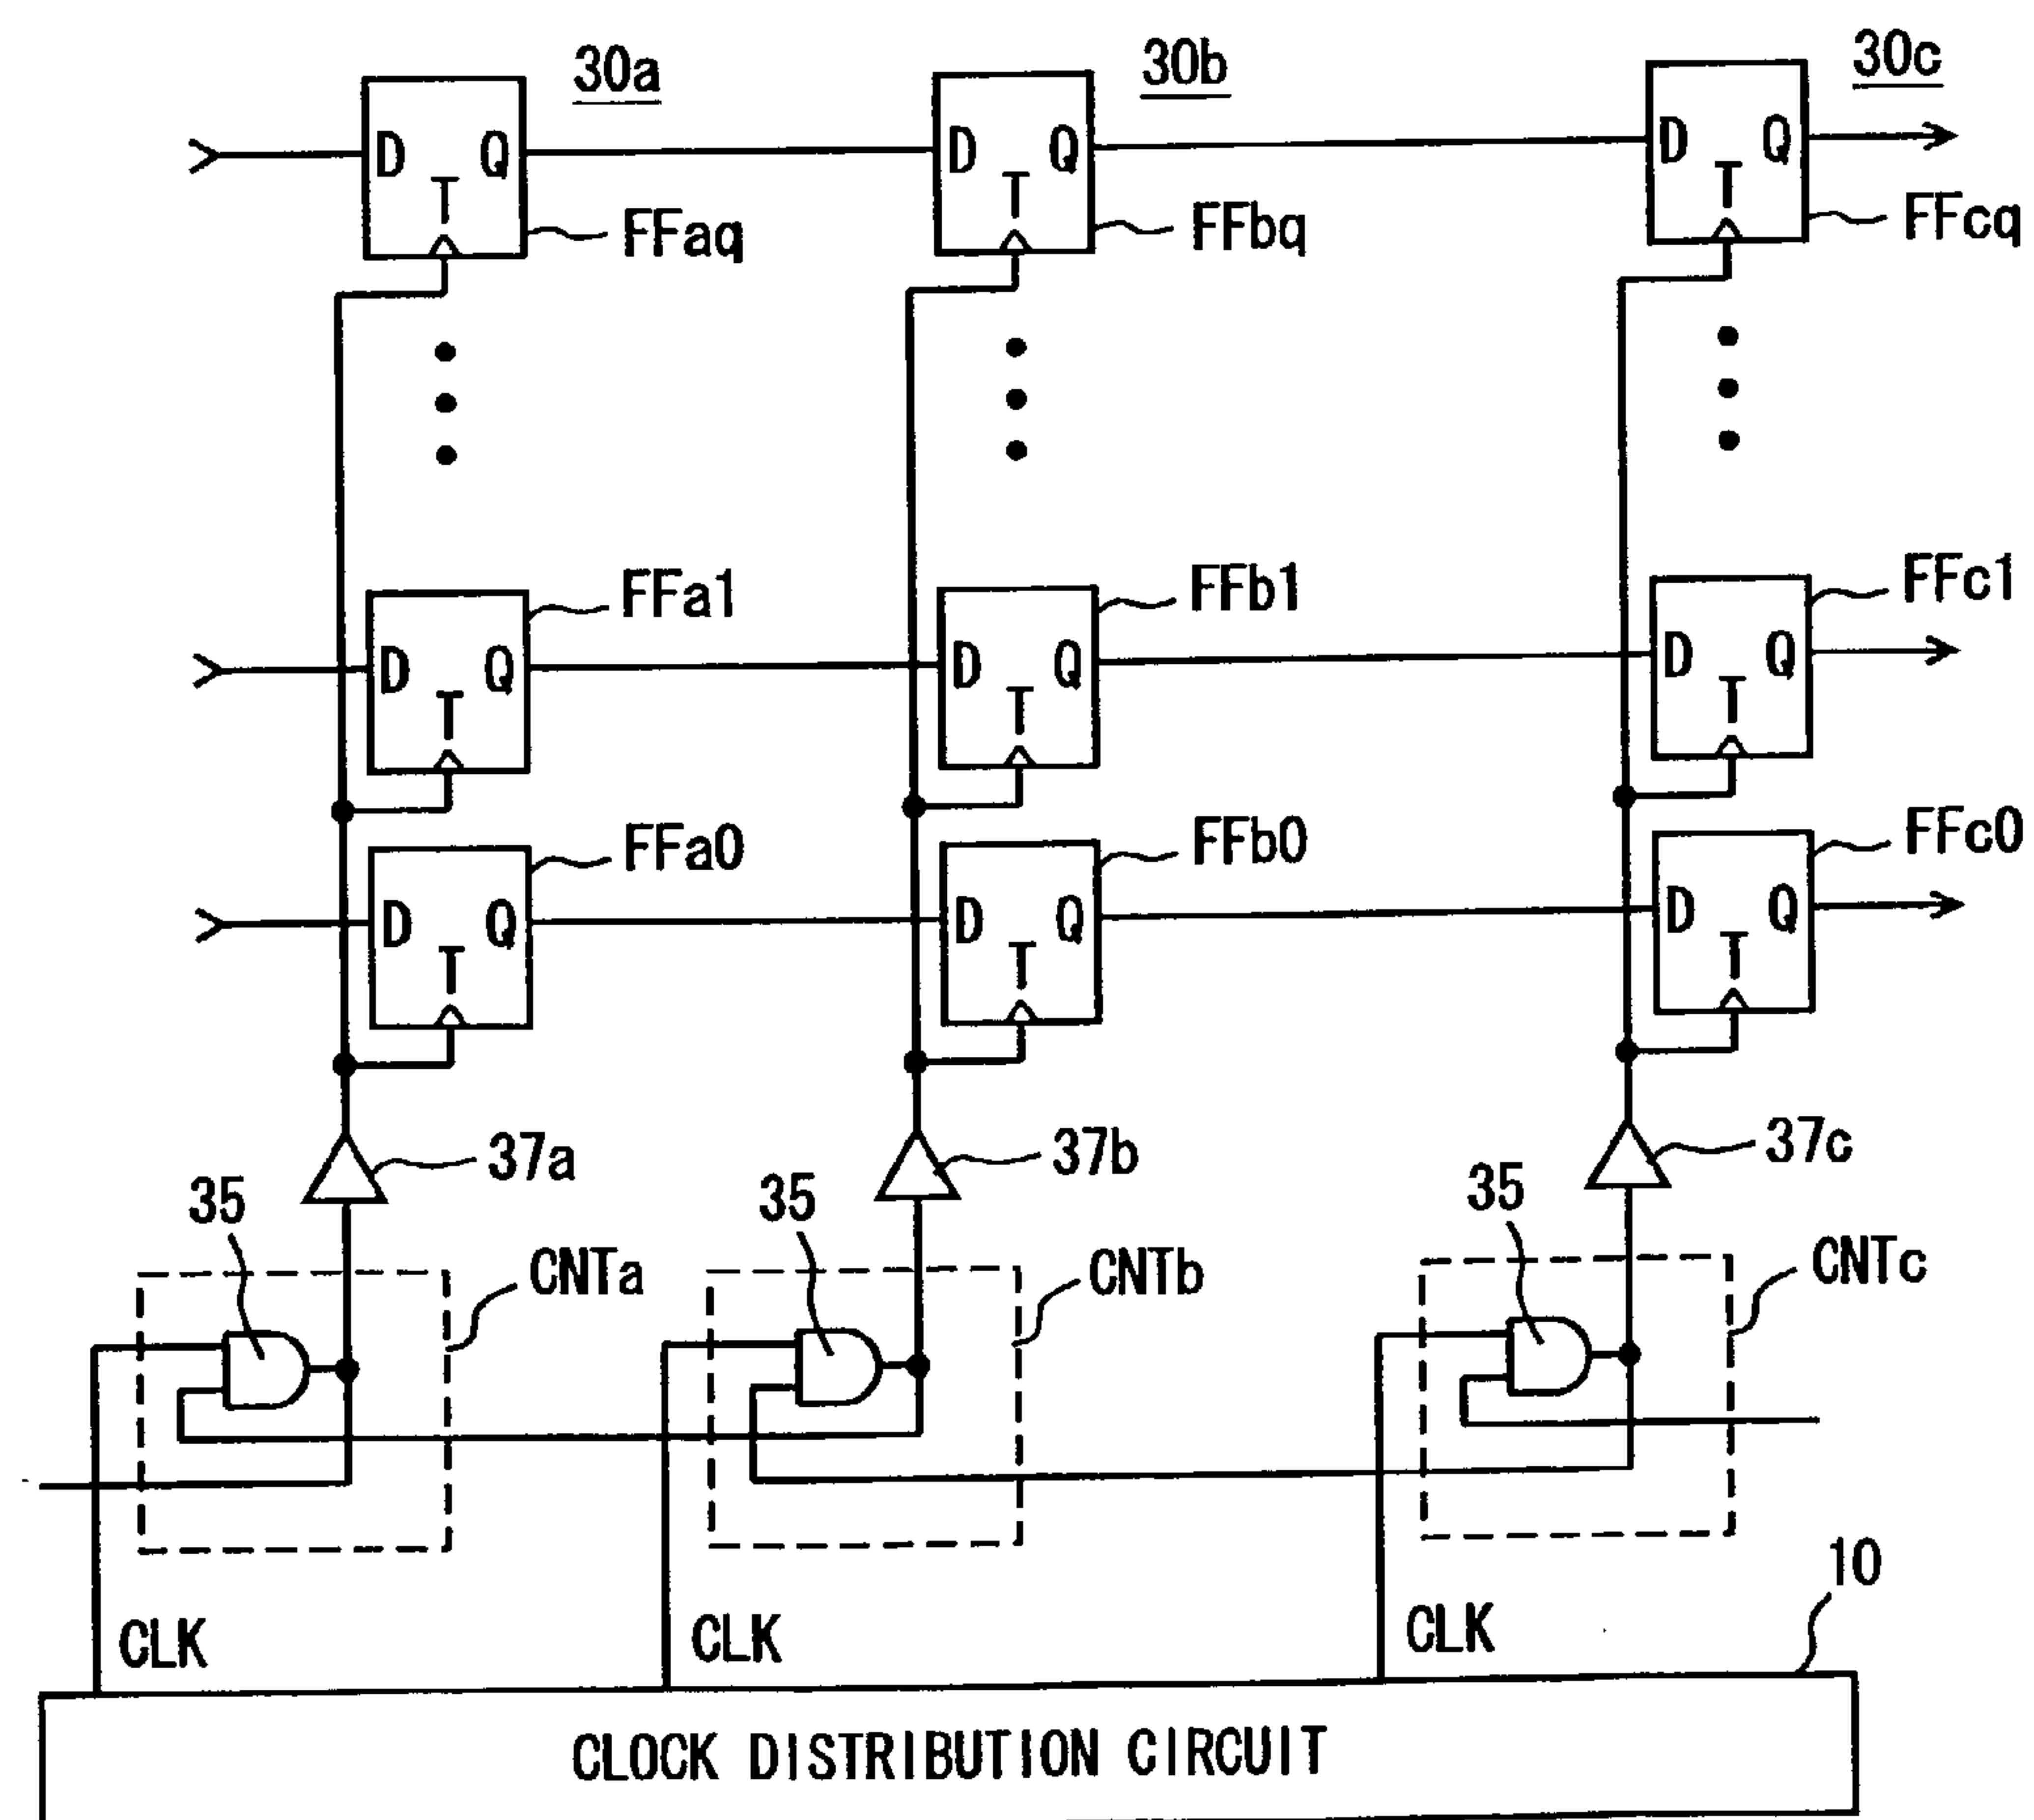 30a 30b 30c
D Q T D Q T D Q T
FFaq FFbq FFcq
FFa1 FFb1 FFc1
D Q T D Q T D Q T
FFa0 FFb0 FFc0
D Q T D Q T D Q T
37a 37b 37c
35 35 35
CNTa CNTb CNTc
10
CLK CLK CLK
CLOCK DISTRIBUTION CIRCUIT